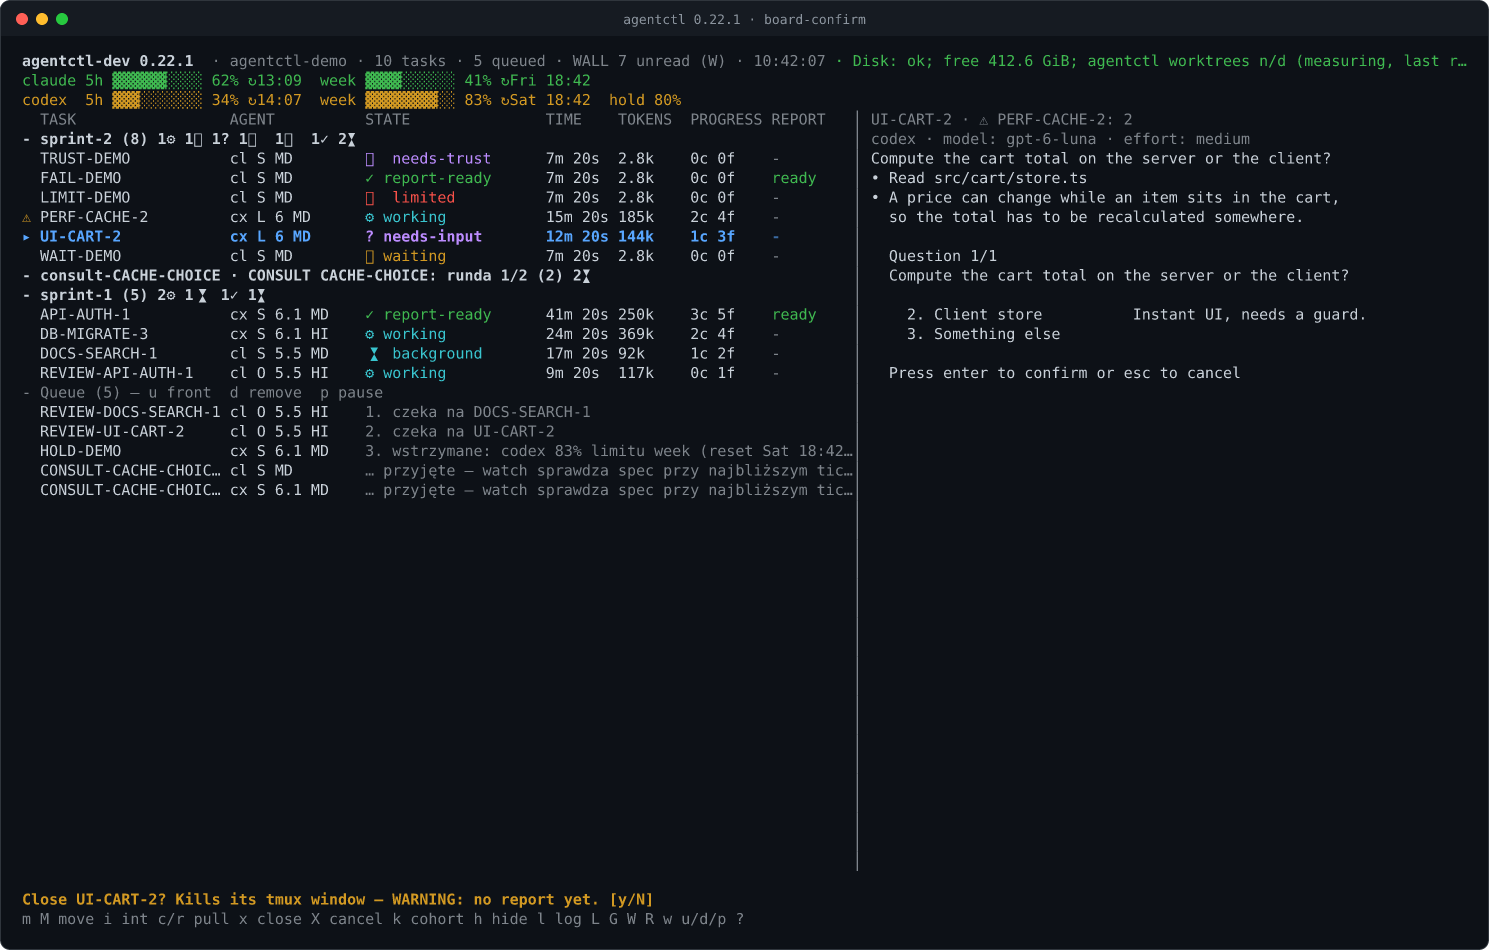 agentctl 0.22.1 · board-confirm
agentctl-dev 0.22.1 · agentctl-demo · 10 tasks · 5 queued · WALL 7 unread (W) · 10:42:07 · Disk: ok; free 412.6 GiB; agentctl worktrees n/d (measuring, last r…
claude 5h ▓▓▓▓▓▓░░░░ 62% ↻13:09 week ▓▓▓▓░░░░░░ 41% ↻Fri 18:42
codex 5h ▓▓▓░░░░░░░ 34% ↻14:07 week ▓▓▓▓▓▓▓▓░░ 83% ↻Sat 18:42 hold 80%
TASK AGENT STATE TIME TOKENS PROGRESS REPORT
- sprint-2 (8) 1⚙ 1▯ 1? 1▯ 1▯ 1✓ 2⧗
TRUST-DEMO cl S MD ▯ needs-trust 7m 20s 2.8k 0c 0f -
FAIL-DEMO cl S MD ✓ report-ready 7m 20s 2.8k 0c 0f ready
LIMIT-DEMO cl S MD ▯ limited 7m 20s 2.8k 0c 0f -
⚠ PERF-CACHE-2 cx L 6 MD ⚙ working 15m 20s 185k 2c 4f -
▸ UI-CART-2 cx L 6 MD ? needs-input 12m 20s 144k 1c 3f -
WAIT-DEMO cl S MD ▯ waiting 7m 20s 2.8k 0c 0f -
- consult-CACHE-CHOICE · CONSULT CACHE-CHOICE: runda 1/2 (2) 2⧗
- sprint-1 (5) 2⚙ 1⧗ 1✓ 1⧗
API-AUTH-1 cx S 6.1 MD ✓ report-ready 41m 20s 250k 3c 5f ready
DB-MIGRATE-3 cx S 6.1 HI ⚙ working 24m 20s 369k 2c 4f -
DOCS-SEARCH-1 cl S 5.5 MD ⧗ background 17m 20s 92k 1c 2f -
REVIEW-API-AUTH-1 cl O 5.5 HI ⚙ working 9m 20s 117k 0c 1f -
- Queue (5) — u front d remove p pause
REVIEW-DOCS-SEARCH-1 cl O 5.5 HI 1. czeka na DOCS-SEARCH-1
REVIEW-UI-CART-2 cl O 5.5 HI 2. czeka na UI-CART-2
HOLD-DEMO cx S 6.1 MD 3. wstrzymane: codex 83% limitu week (reset Sat 18:42…
CONSULT-CACHE-CHOIC… cl S MD … przyjęte — watch sprawdza spec przy najbliższym tic…
CONSULT-CACHE-CHOIC… cx S 6.1 MD … przyjęte — watch sprawdza spec przy najbliższym tic…
UI-CART-2 · ⚠ PERF-CACHE-2: 2
codex · model: gpt-6-luna · effort: medium
Compute the cart total on the server or the client?
• Read src/cart/store.ts
• A price can change while an item sits in the cart,
so the total has to be recalculated somewhere.
Question 1/1
Compute the cart total on the server or the client?
2. Client store Instant UI, needs a guard.
3. Something else
Press enter to confirm or esc to cancel
Close UI-CART-2? Kills its tmux window — WARNING: no report yet. [y/N]
m M move i int c/r pull x close X cancel k cohort h hide l log L G W R w u/d/p ?